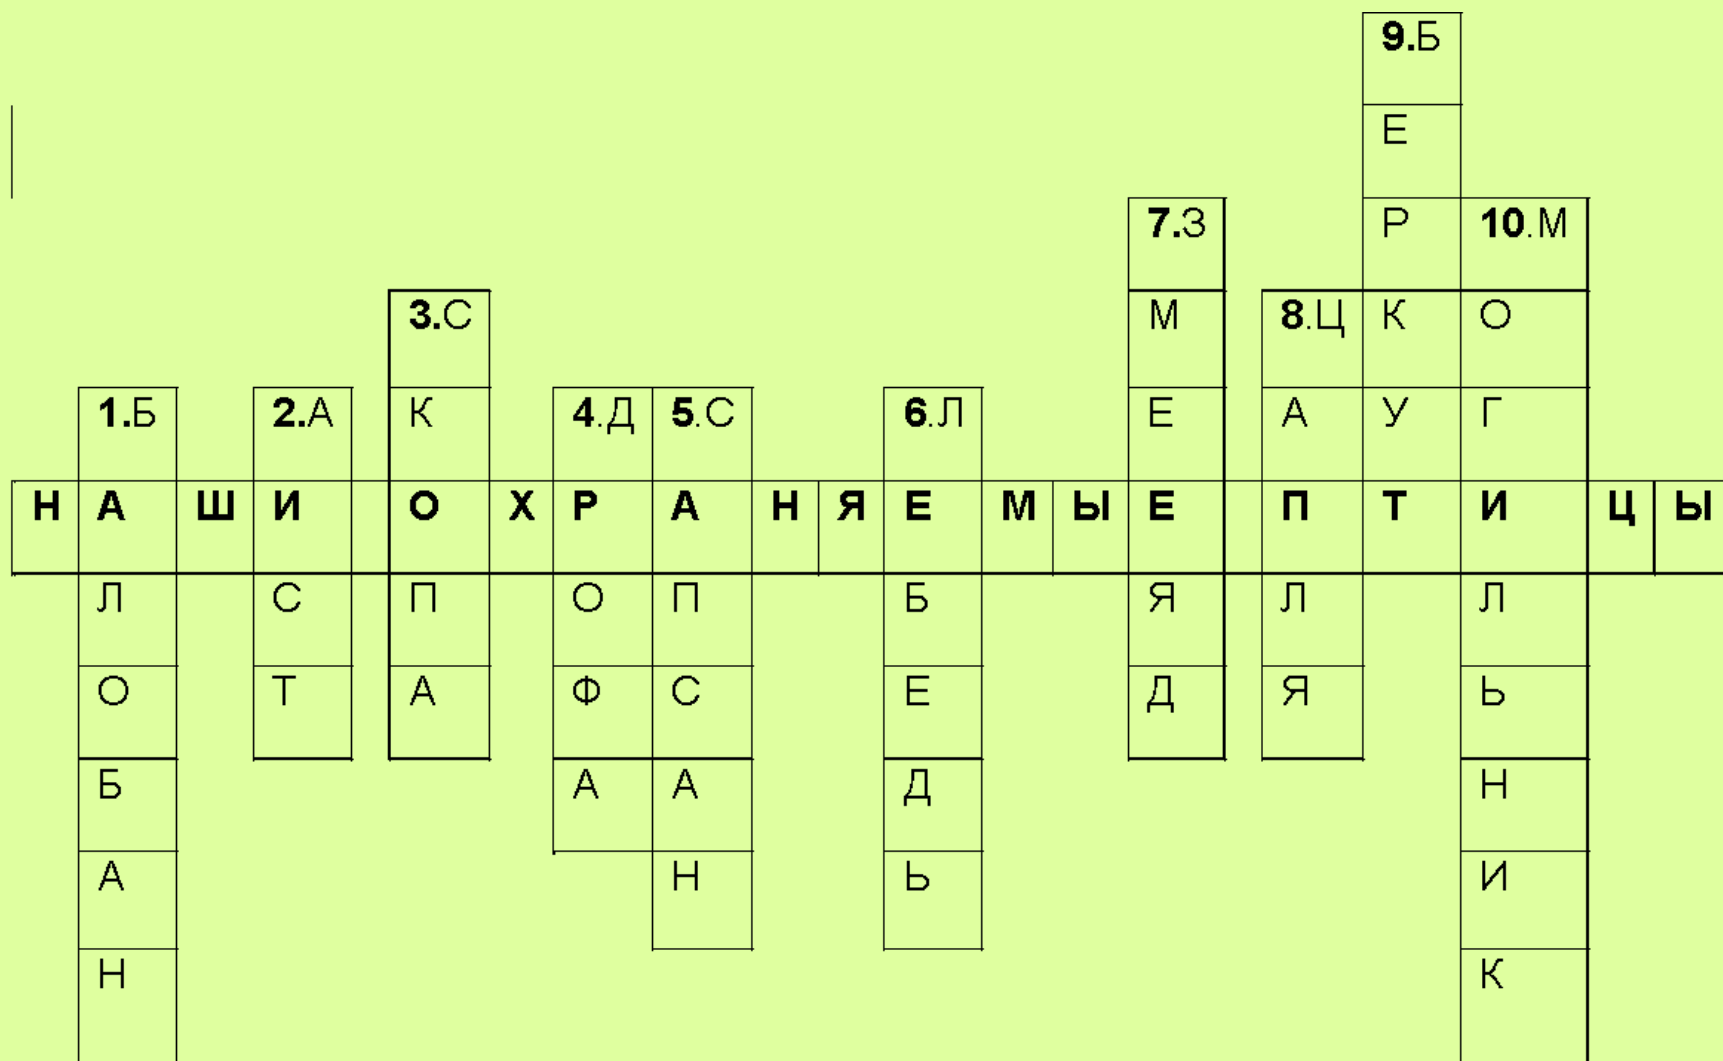 9.Б
Е
7.З Р 10.М
3.С М 8.Ц К О
1.Б 2.А К 4.Д 5.С 6.Л Е А У Г
Н А Ш И О Х Р А Н Я Е М Ы Е П Т И Ц Ы
Л С П О П Б Я Л Л
О Т А Ф С Е Д Я Ь
Б А А Д Н
А Н Ь И
Н К